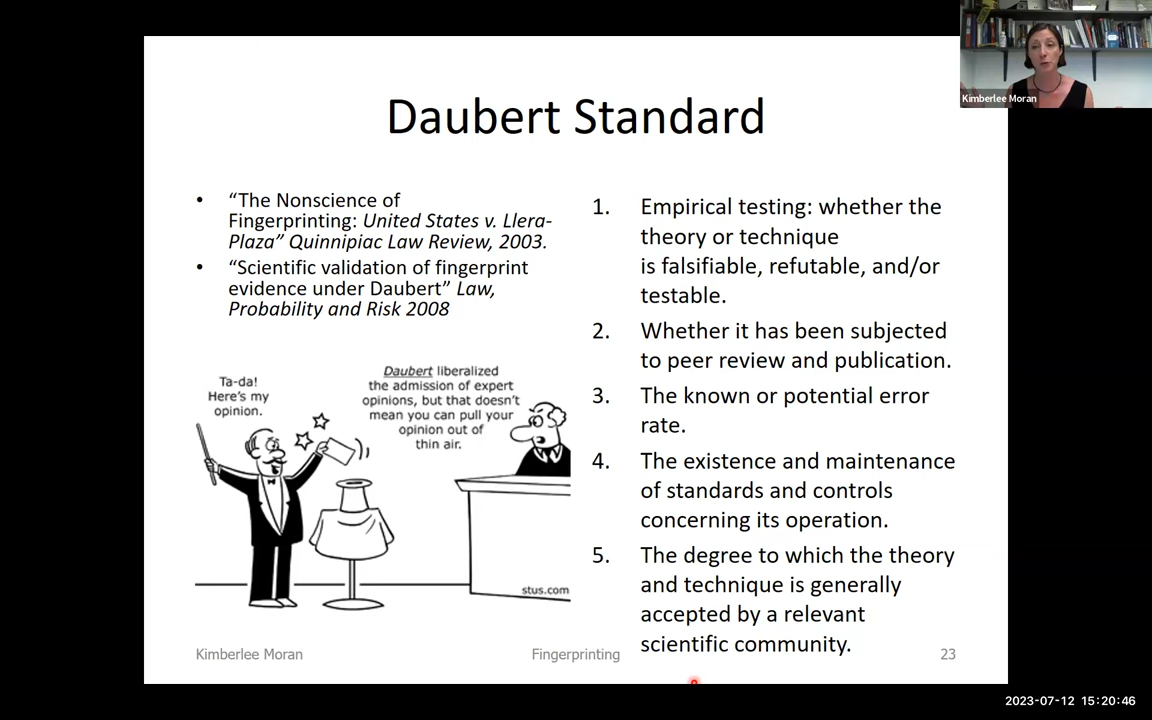 Kimberlee Moran
Daubert Standard
• “The Nonscience of
Fingerprinting: United States v. Llera-
Plaza” Quinnipiac Law Review, 2003.
• “Scientific validation of fingerprint
evidence under Daubert” Law,
Probability and Risk 2008
Ta-da!
Here's my
opinion.
Daubert liberalized
the admission of expert
opinions, but that doesn't
mean you can pull your
opinion out of
thin air.
stus.com
1. Empirical testing: whether the
theory or technique
is falsifiable, refutable, and/or
testable.
2. Whether it has been subjected
to peer review and publication.
3. The known or potential error
rate.
4. The existence and maintenance
of standards and controls
concerning its operation.
5. The degree to which the theory
and technique is generally
accepted by a relevant
scientific community.
Kimberlee Moran
Fingerprinting
23
2023-07-12 15:20:46